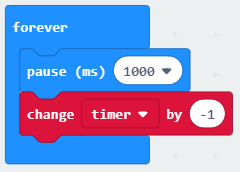 forever
pause (ms) 1000
change timer by -1